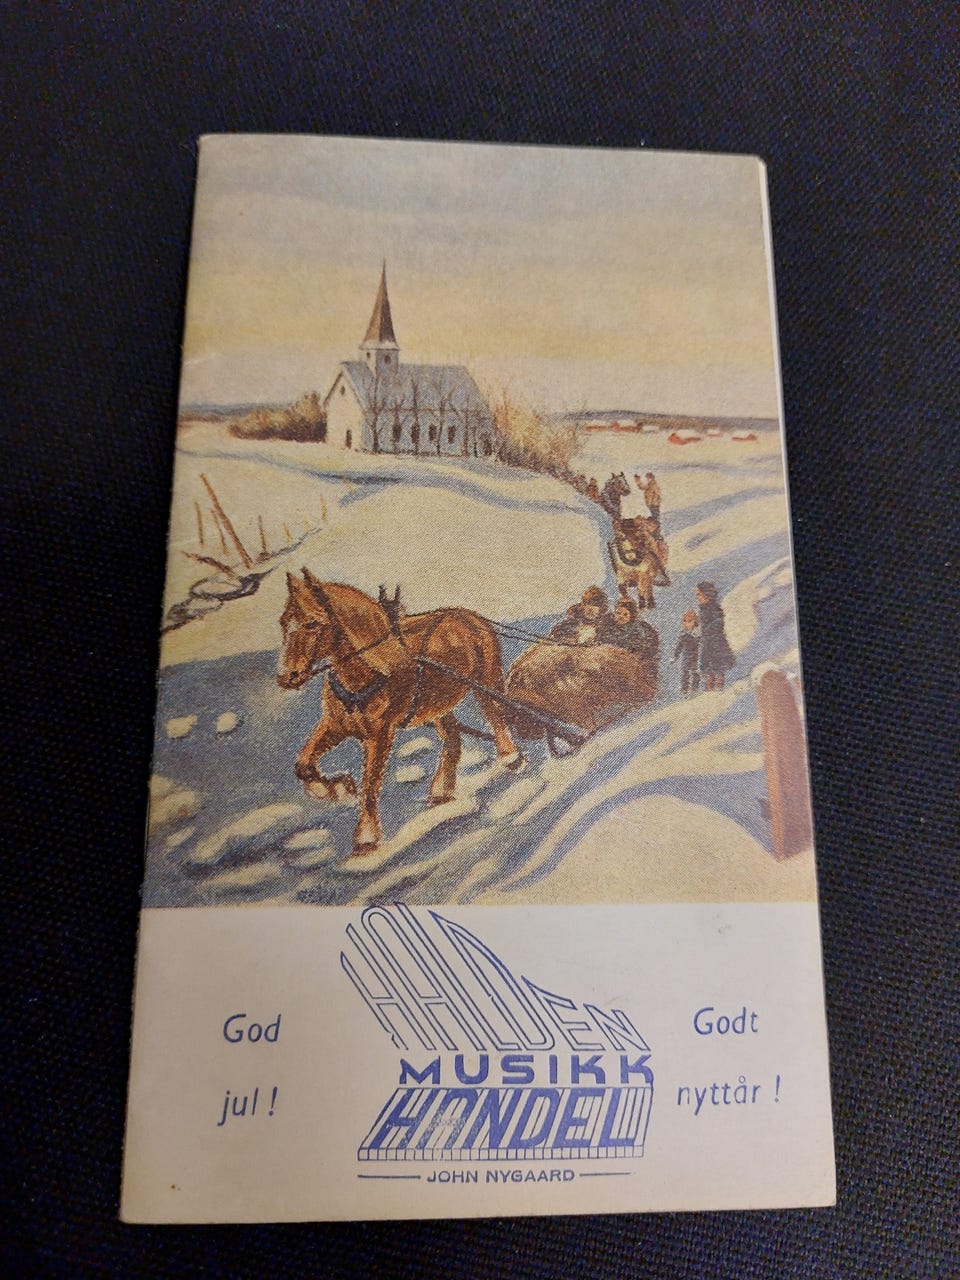 God
jul !
HALDEN
MUSIKK
HANDEL
JOHN NYGAARD
Godt
nyttår !